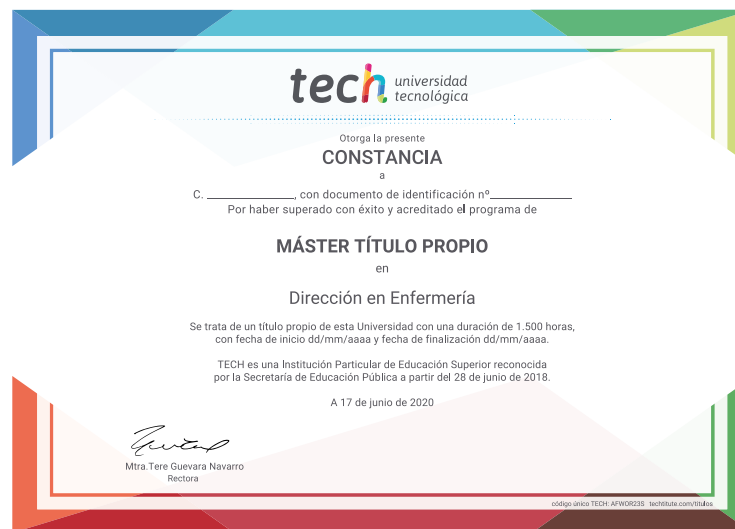 tech universidad
tecnológica
Otorga la presente
CONSTANCIA
a
C. ________________, con documento de identificación nº______________
Por haber superado con éxito y acreditado el programa de
MÁSTER TÍTULO PROPIO
en
Dirección en Enfermería
Se trata de un título propio de esta Universidad con una duración de 1.500 horas,
con fecha de inicio dd/mm/aaaa y fecha de finalización dd/mm/aaaa.
TECH es una Institución Particular de Educación Superior reconocida
por la Secretaría de Educación Pública a partir del 28 de junio de 2018.
A 17 de junio de 2020
Mtra.Tere Guevara Navarro
Rectora
código único TECH: AFWOR23S techtitute.com/títulos